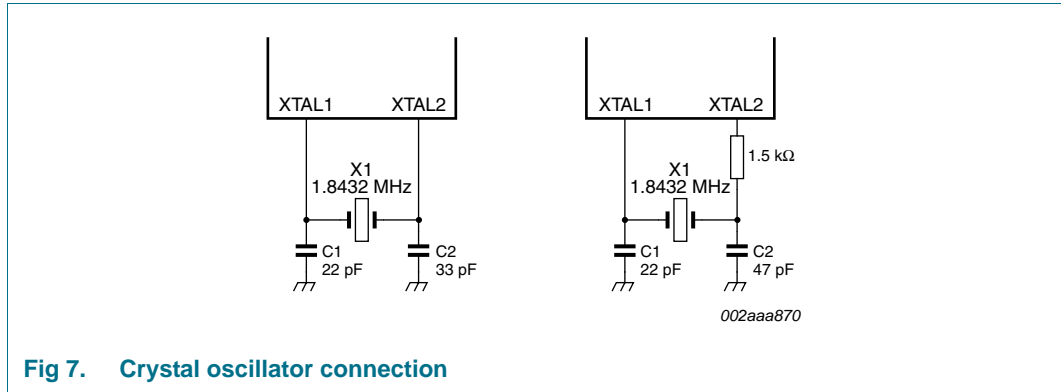 XTAL1 XTAL2
X1
1.8432 MHz
C1
22 pF
C2
33 pF
XTAL1 XTAL2
1.5 kΩ
X1
1.8432 MHz
C1
22 pF
C2
47 pF
002aaa870
Fig 7. Crystal oscillator connection